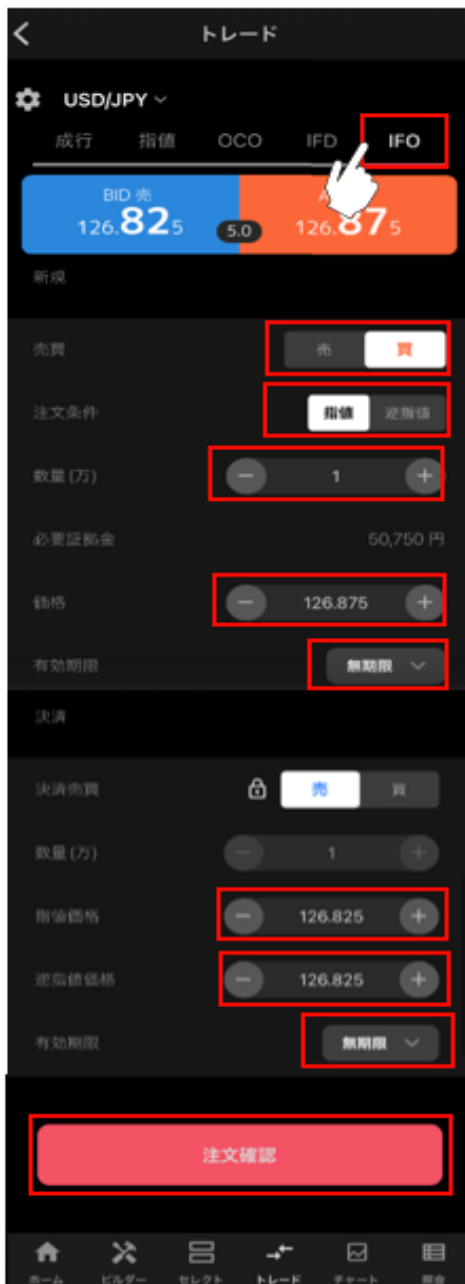 トレード
USD/JPY
成行 指値 OCO IFD IFO
BID 売
126.825 5.0 126.875
新規
売買 売 買
注文条件 指値 逆指値
数量(万) 1
必要証拠金 50,750 円
価格 126.875
有効期限 無期限
決済
決済売買 売 買
数量(万) 1
指値価格 126.825
逆指値価格 126.825
有効期限 無期限
注文確認
ホーム ビルダー セレクト トレード チャート 照会